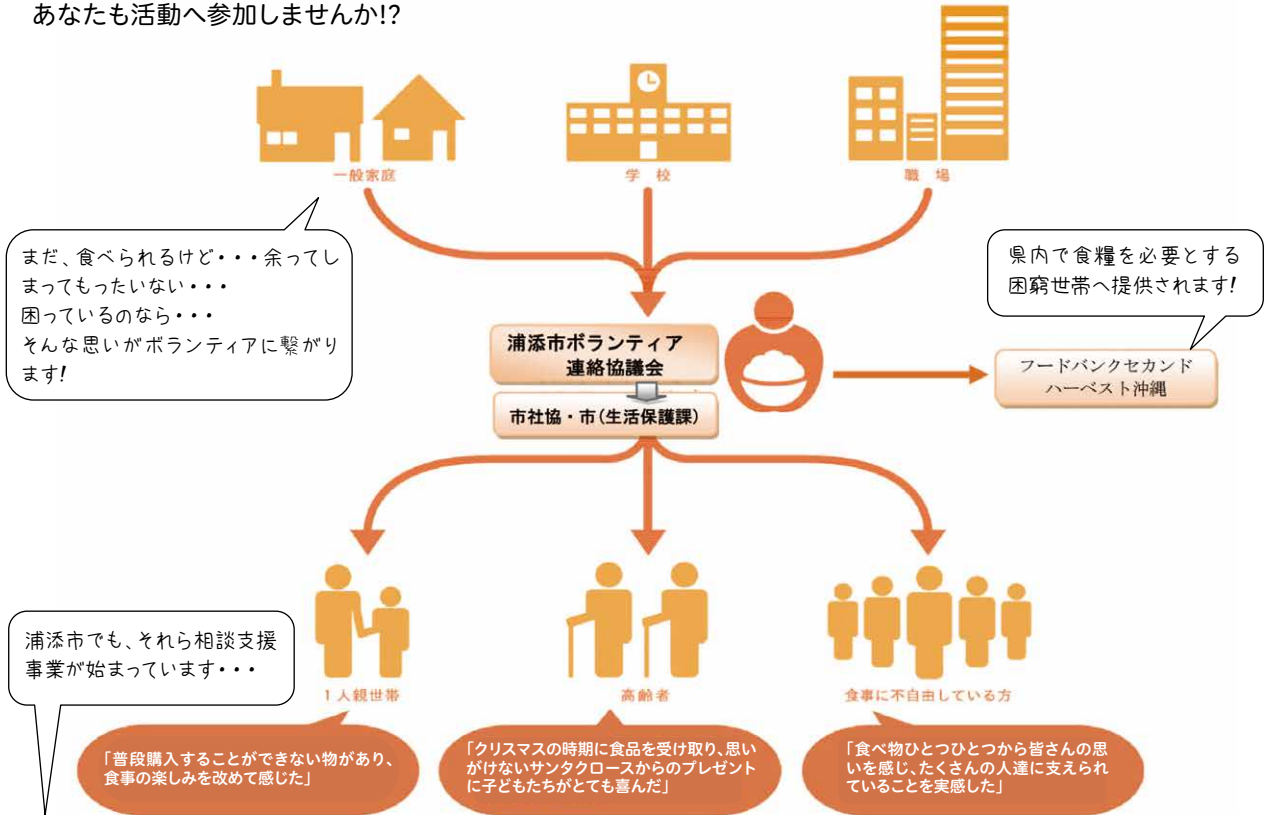 あなたも活動へ参加しませんか!?
一般家庭
学 校
職 場
まだ、食べられるけど・・・余ってし
まってもったいない・・・
困っているのなら・・・
そんな思いがボランティアに繋がり
ます!
県内で食糧を必要とする
困窮世帯へ提供されます!
浦添市ボランティア
連絡協議会
フードバンクセカンド
ハーベスト沖縄
市社協・市(生活保護課)
浦添市でも、それら相談支援
事業が始まっています・・・
1人親世帯
高齢者
食事に不自由している方
「普段購入することができない物があり、
食事の楽しみを改めて感じた」
「クリスマスの時期に食品を受け取り、思い
がけないサンタクロースからのプレゼント
に子どもたちがとても喜んだ」
「食べ物ひとつひとつから皆さんの思
いを感じ、たくさんの人達に支えられ
ていることを実感した」